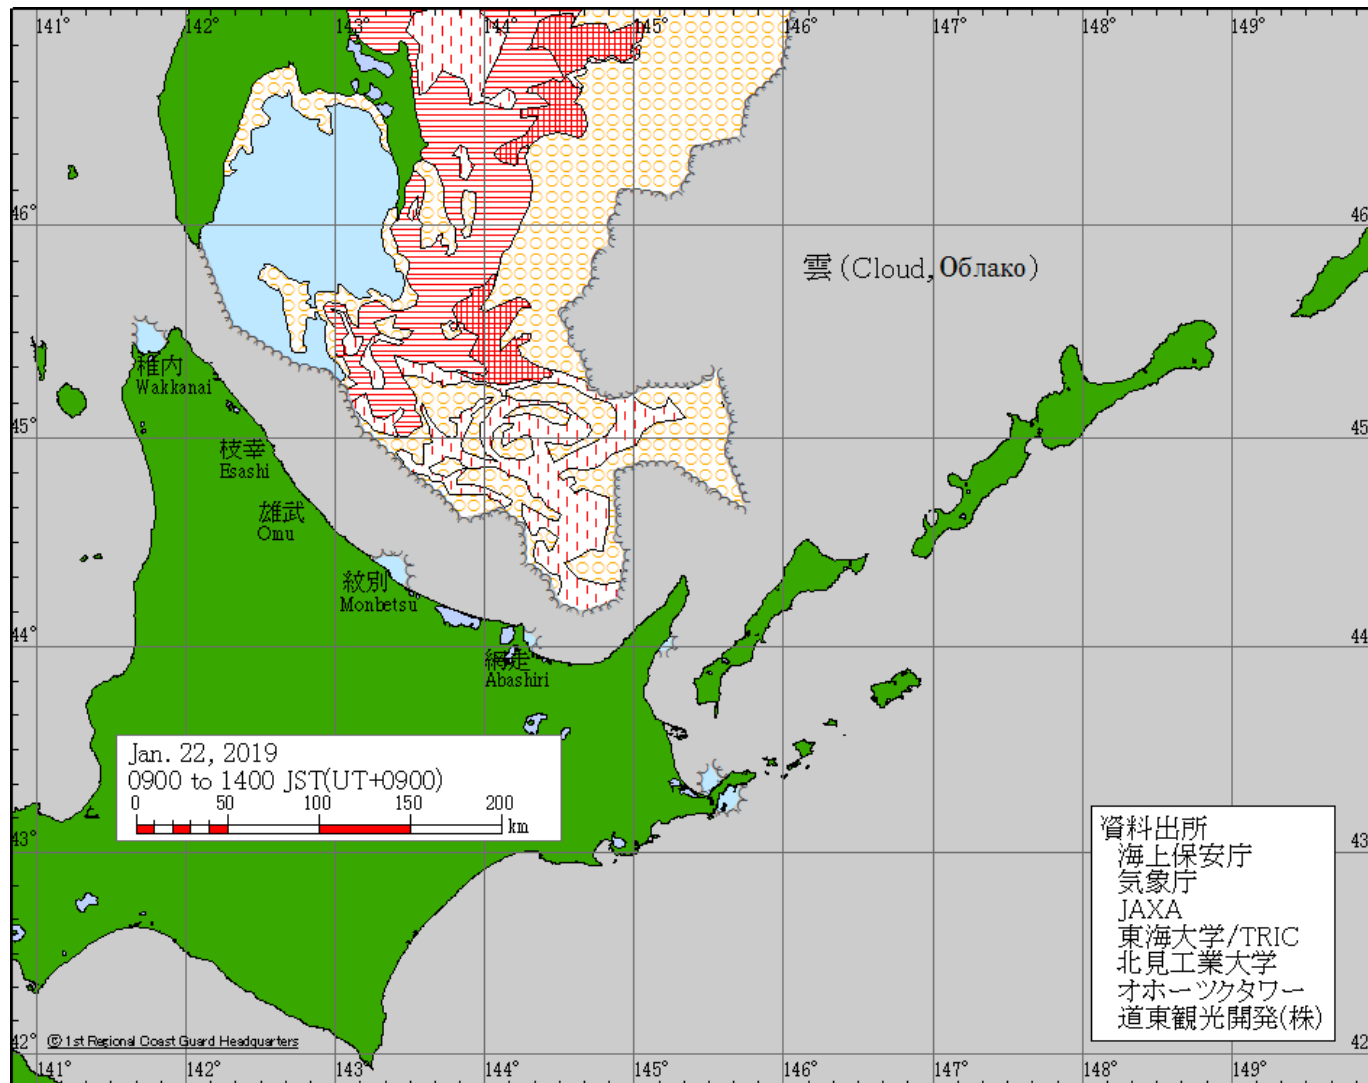 141° 142° 143° 144° 145° 146° 147° 148° 149°
46° 46
雲 (Cloud, Облако)
稚内
Wakkanai
45° 45
枝幸
Esashi
雄武
Omu
紋別
Monbetsu
44° 44
網走
Abashiri
Jan. 22, 2019
0900 to 1400 JST(UT+0900)
0 50 100 150 200
km
資料出所
海上保安庁
気象庁
JAXA
東海大学/TRIC
北見工業大学
オホーツクタワー
道東観光開発(株)
43° 43
42° 42
© 1st Regional Coast Guard Headquarters
141° 142° 143° 144° 145° 146° 147° 148° 149°